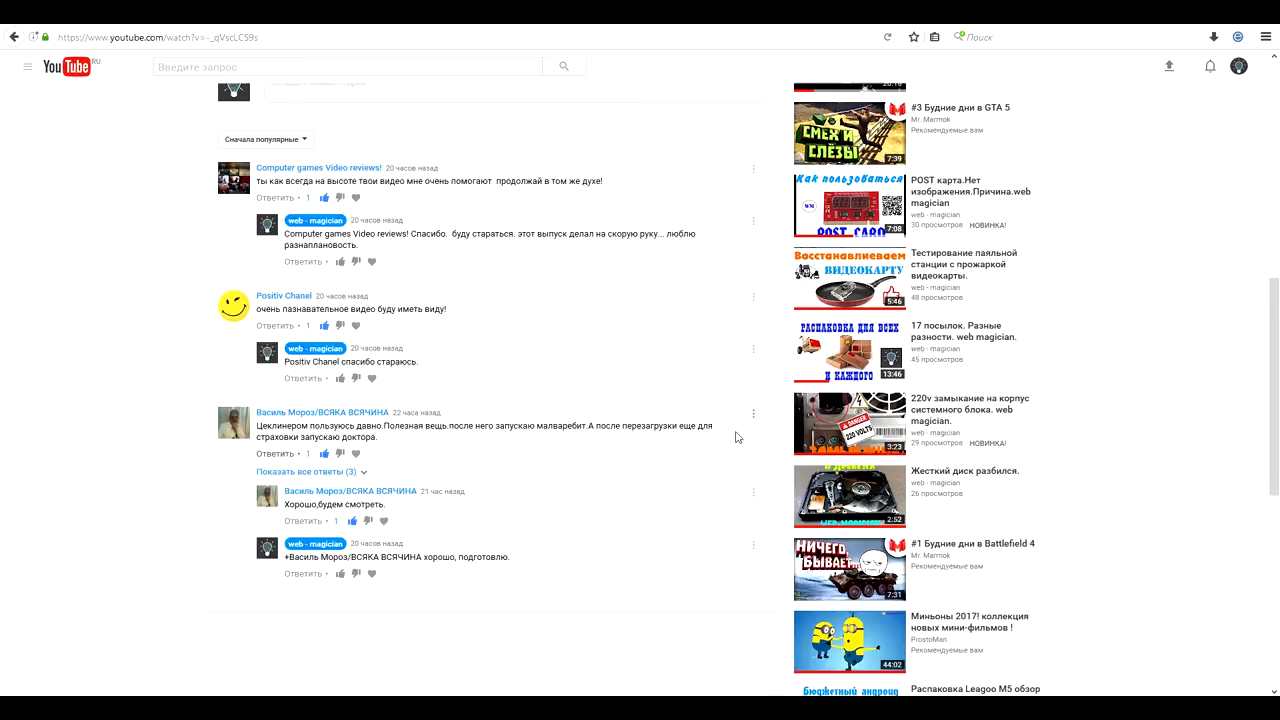 https://www.youtube.com/watch?v=-_qVscLCS9s
Поиск
YouTube RU
Введите запрос
Сначала популярные
Computer games Video reviews! 20 часов назад
ты как всегда на высоте твои видео мне очень помогают продолжай в том же духе!
Ответить • 1
web - magician 20 часов назад
Computer games Video reviews! Спасибо. буду стараться. этот выпуск делал на скорую руку... люблю
разнаплановость.
Ответить •
Positiv Chanel 20 часов назад
очень пазнавательное видео буду иметь виду!
Ответить • 1
web - magician 20 часов назад
Positiv Chanel спасибо стараюсь.
Ответить •
Василь Мороз/ВСЯКА ВСЯЧИНА 22 часа назад
Цеклинером пользуюсь давно.Полезная вещь.после него запускаю малваребит.А после перезагрузки еще для
страховки запускаю доктора.
Ответить • 1
Показать все ответы (3)
Василь Мороз/ВСЯКА ВСЯЧИНА 21 час назад
Хорошо,будем смотреть.
Ответить • 1
web - magician 20 часов назад
+Василь Мороз/ВСЯКА ВСЯЧИНА хорошо, подготовлю.
Ответить •
СМЕХ И
СЛЁЗЫ
7:39
#3 Будние дни в GTA 5
Mr. Marmok
Рекомендуемые вам
Как пользоваться
POST CARD
7:08
POST карта.Нет
изображения.Причина.web
magician
web - magician
30 просмотров НОВИНКА!
Восстанавливаем
ВИДЕОКАРТУ
5:46
Тестирование паяльной
станции с прожаркой
видеокарты.
web - magician
48 просмотров
РАСПАКОВКА ДЛЯ ВСЕХ
И КАЖДОГО
13:46
17 посылок. Разные
разности. web magician.
web - magician
45 просмотров
DANGER
220 VOLTS
3:23
220v замыкание на корпус
системного блока. web
magician.
web - magician
29 просмотров НОВИНКА!
WEB-MAGICIAN
2:52
Жесткий диск разбился.
web - magician
26 просмотров
НИЧЕГО,
БЫВАЕТ...
7:31
#1 Будние дни в Battlefield 4
Mr. Marmok
Рекомендуемые вам
44:02
Миньоны 2017! коллекция
новых мини-фильмов !
ProstoMan
Рекомендуемые вам
Бюджетный андроид
Распаковка Leagoo M5 обзор